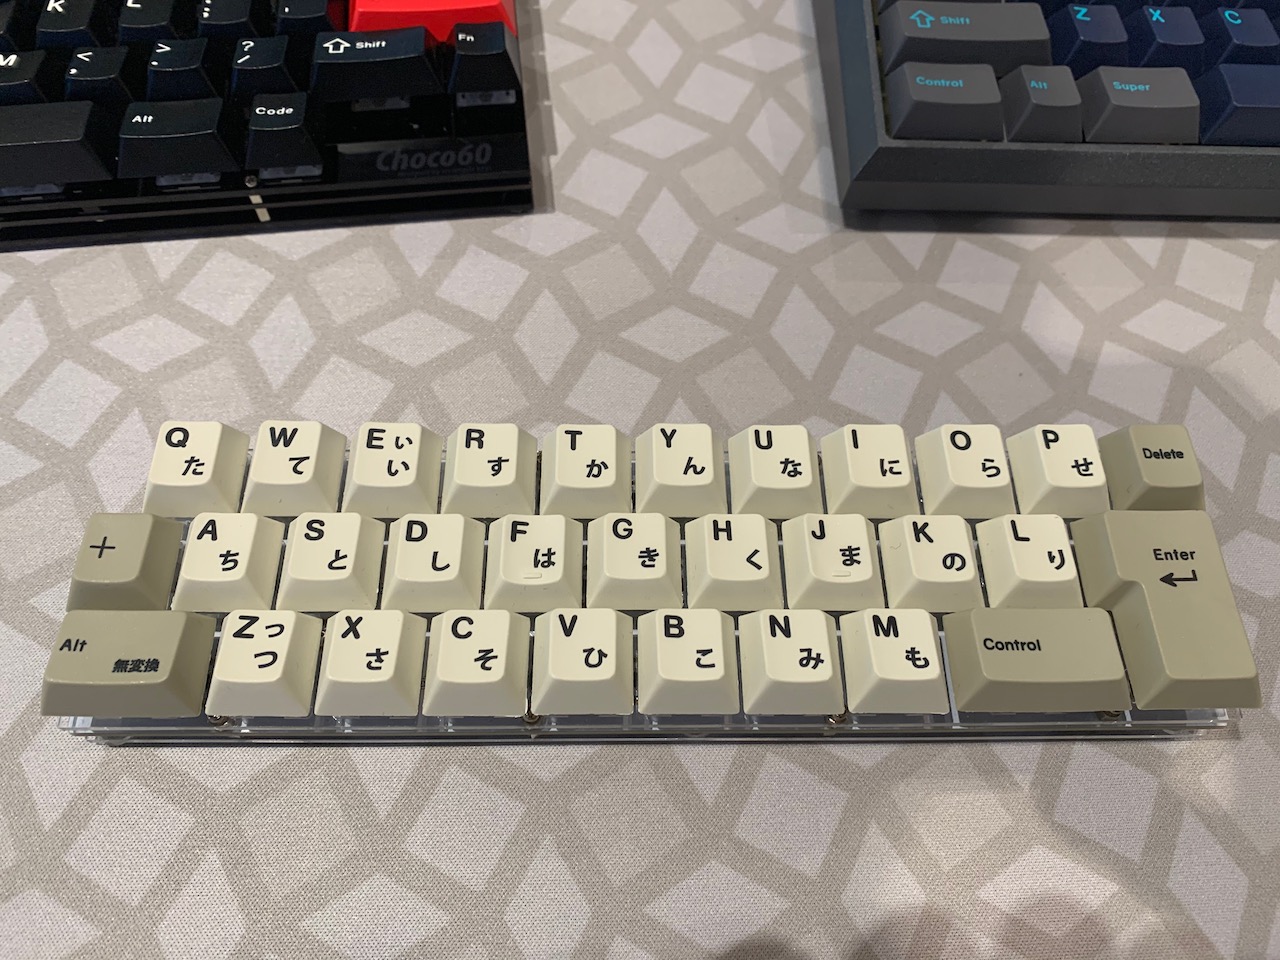 K L : ;
M < , > . ? / Shift Fn
Alt Code
Choco60
Shift Z X C
Control Alt Super
Q た W て E ぃ い R す T か Y ん U な I に O ら P せ Delete
+ A ち S と D し F は G き H く J ま K の L り Enter
Alt 無変換 Z っ つ X さ C そ V ひ B こ N み M も Control